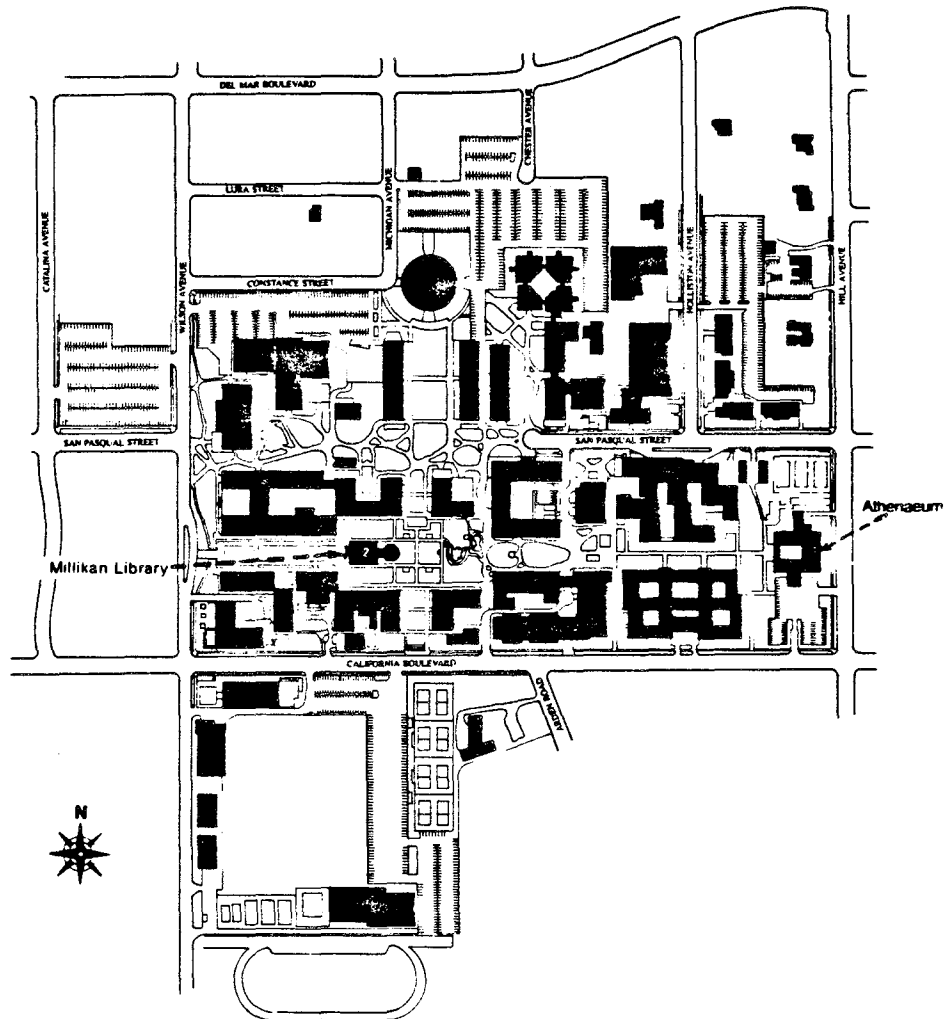 DEL MAR BOULEVARD
CHESTER AVENUE
LURA STREET
MICHIGAN AVENUE
CATALINA AVENUE
WILSON AVENUE
CONSTANCE STREET
HOLLISTON AVENUE
HILL AVENUE
SAN PASQUAL STREET
SAN PASQUAL STREET
Athenaeum
2
Millikan Library
CALIFORNIA BOULEVARD
ARDEN ROAD
N